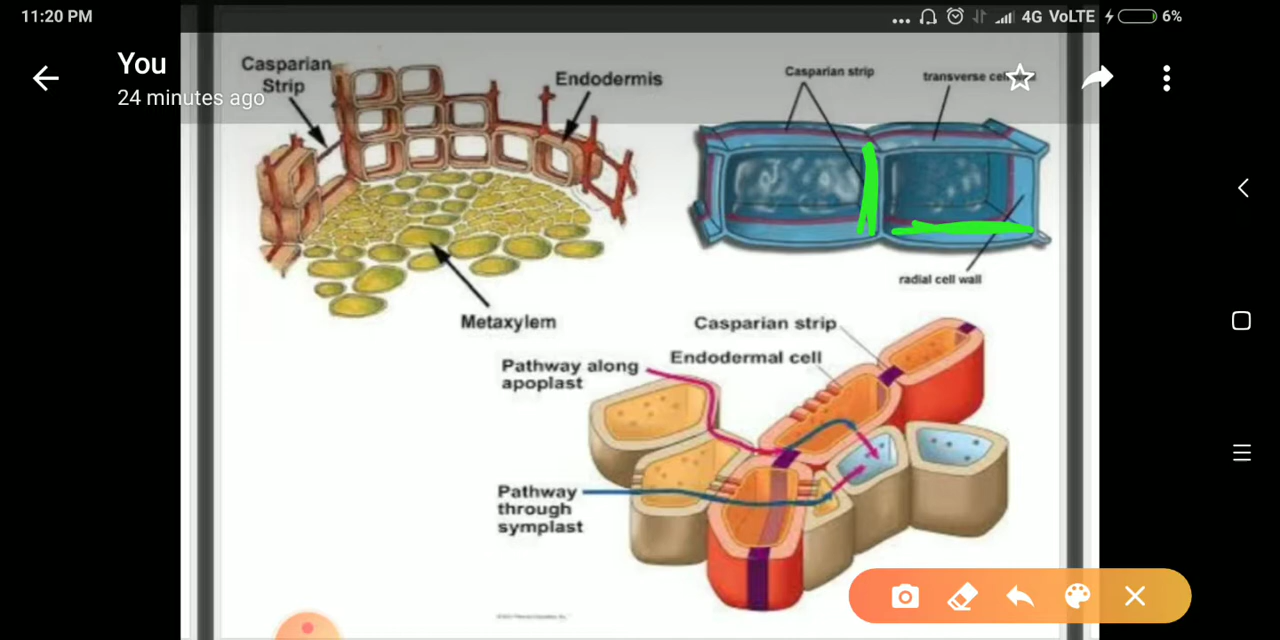 11:20 PM
4G VoLTE
6%
You
24 minutes ago
Casparian
Strip
Endodermis
Metaxylem
Casparian strip
transverse
radial cell wall
Casparian strip
Endodermal cell
Pathway along
apoplast
Pathway
through
symplast